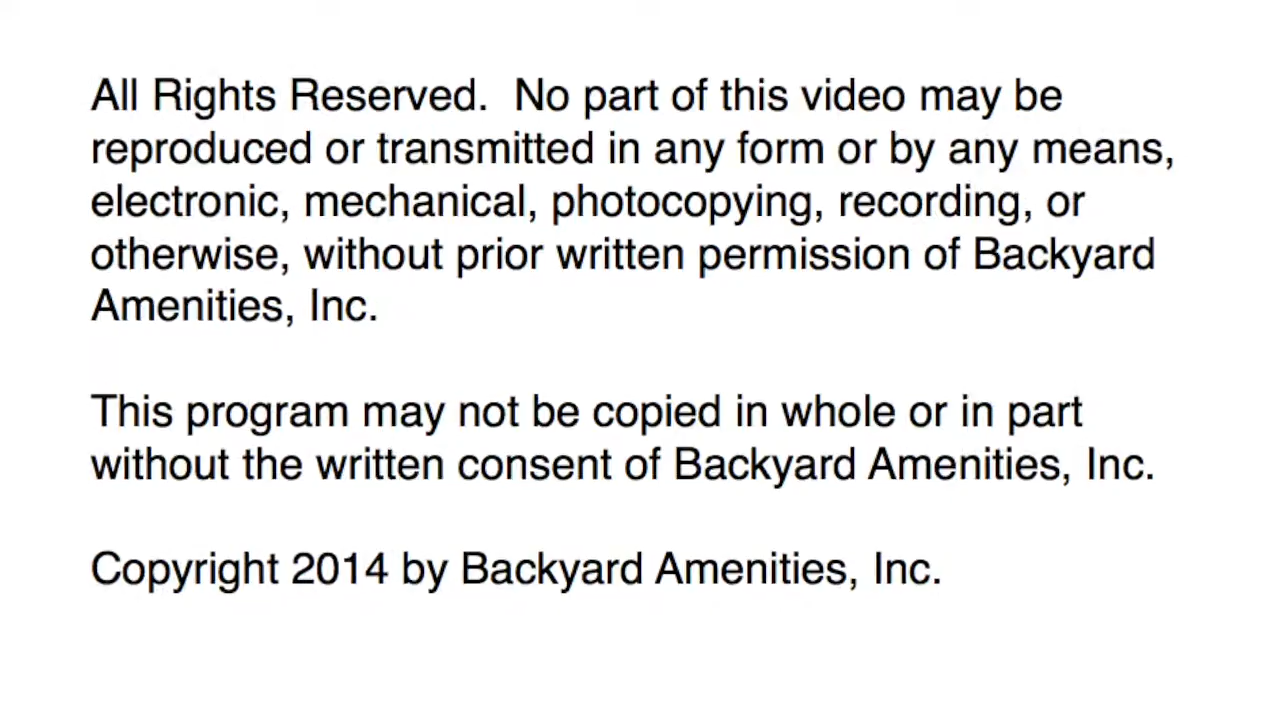 All Rights Reserved.  No part of this video may be
reproduced or transmitted in any form or by any means,
electronic, mechanical, photocopying, recording, or
otherwise, without prior written permission of Backyard
Amenities, Inc.
This program may not be copied in whole or in part
without the written consent of Backyard Amenities, Inc.
Copyright 2014 by Backyard Amenities, Inc.